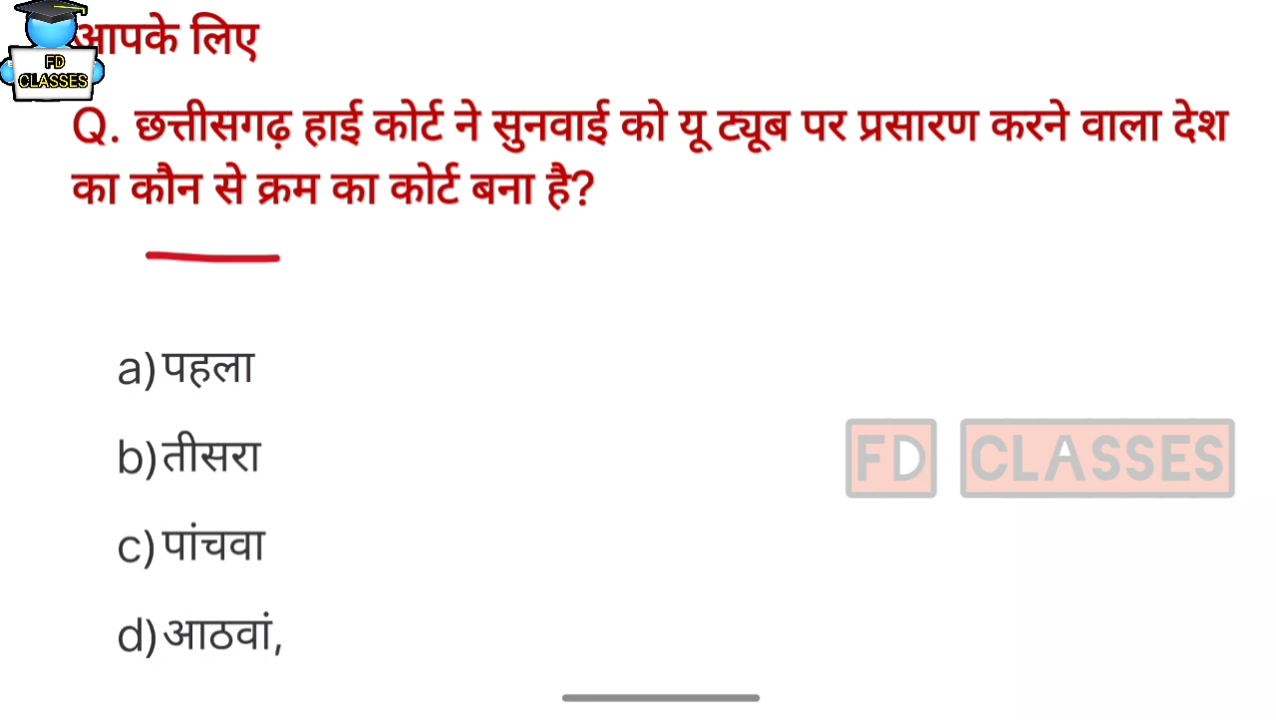 आपके लिए
FD
CLASSES
Q. छत्तीसगढ़ हाई कोर्ट ने सुनवाई को यू ट्यूब पर प्रसारण करने वाला देश
का कौन से क्रम का कोर्ट बना है?
a) पहला
b) तीसरा
FD CLASSES
c) पांचवा
d) आठवां,